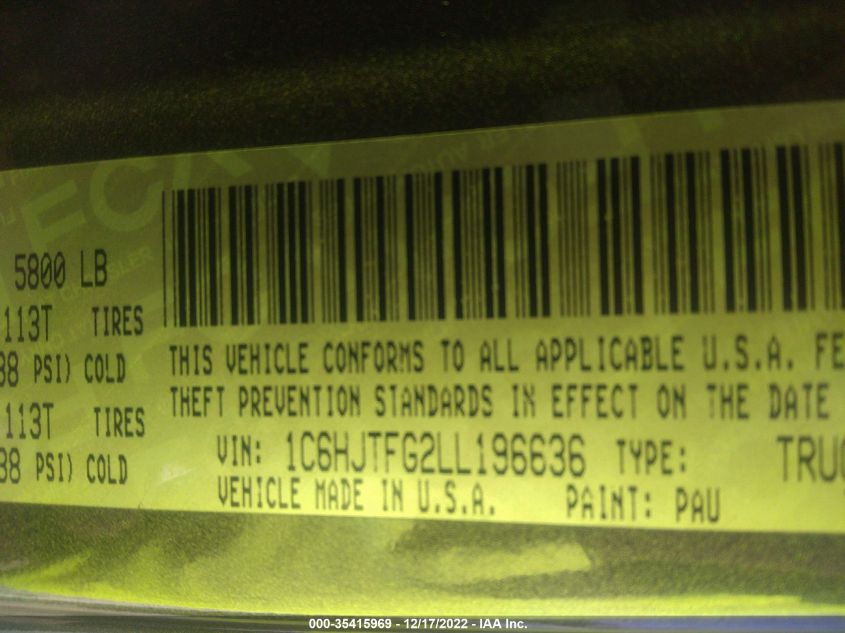 5800 LB
113T TIRES
38 PSI) COLD
113T TIRES
38 PSI) COLD
THIS VEHICLE CONFORMS TO ALL APPLICABLE U.S.A. FE
THEFT PREVENTION STANDARDS IN EFFECT ON THE DATE
VIN: 1C6HJTFG2LL196636 TYPE: TRUC
VEHICLE MADE IN U.S.A. PAINT: PAU
000-35415969 - 12/17/2022 - IAA Inc.